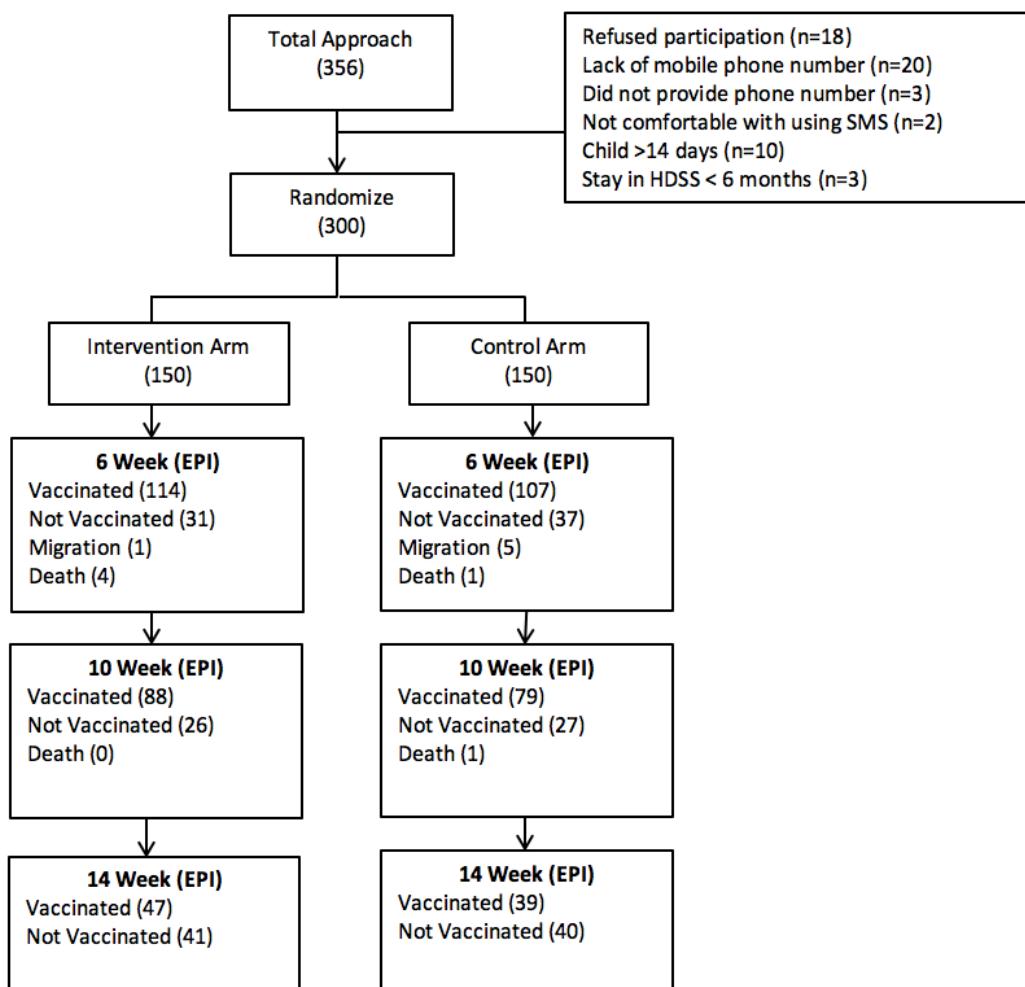 Total Approach
(356)
Refused participation (n=18)
Lack of mobile phone number (n=20)
Did not provide phone number (n=3)
Not comfortable with using SMS (n=2)
Child >14 days (n=10)
Stay in HDSS < 6 months (n=3)
Randomize
(300)
Intervention Arm
(150)
Control Arm
(150)
6 Week (EPI)
Vaccinated (114)
Not Vaccinated (31)
Migration (1)
Death (4)
6 Week (EPI)
Vaccinated (107)
Not Vaccinated (37)
Migration (5)
Death (1)
10 Week (EPI)
Vaccinated (88)
Not Vaccinated (26)
Death (0)
10 Week (EPI)
Vaccinated (79)
Not Vaccinated (27)
Death (1)
14 Week (EPI)
Vaccinated (47)
Not Vaccinated (41)
14 Week (EPI)
Vaccinated (39)
Not Vaccinated (40)